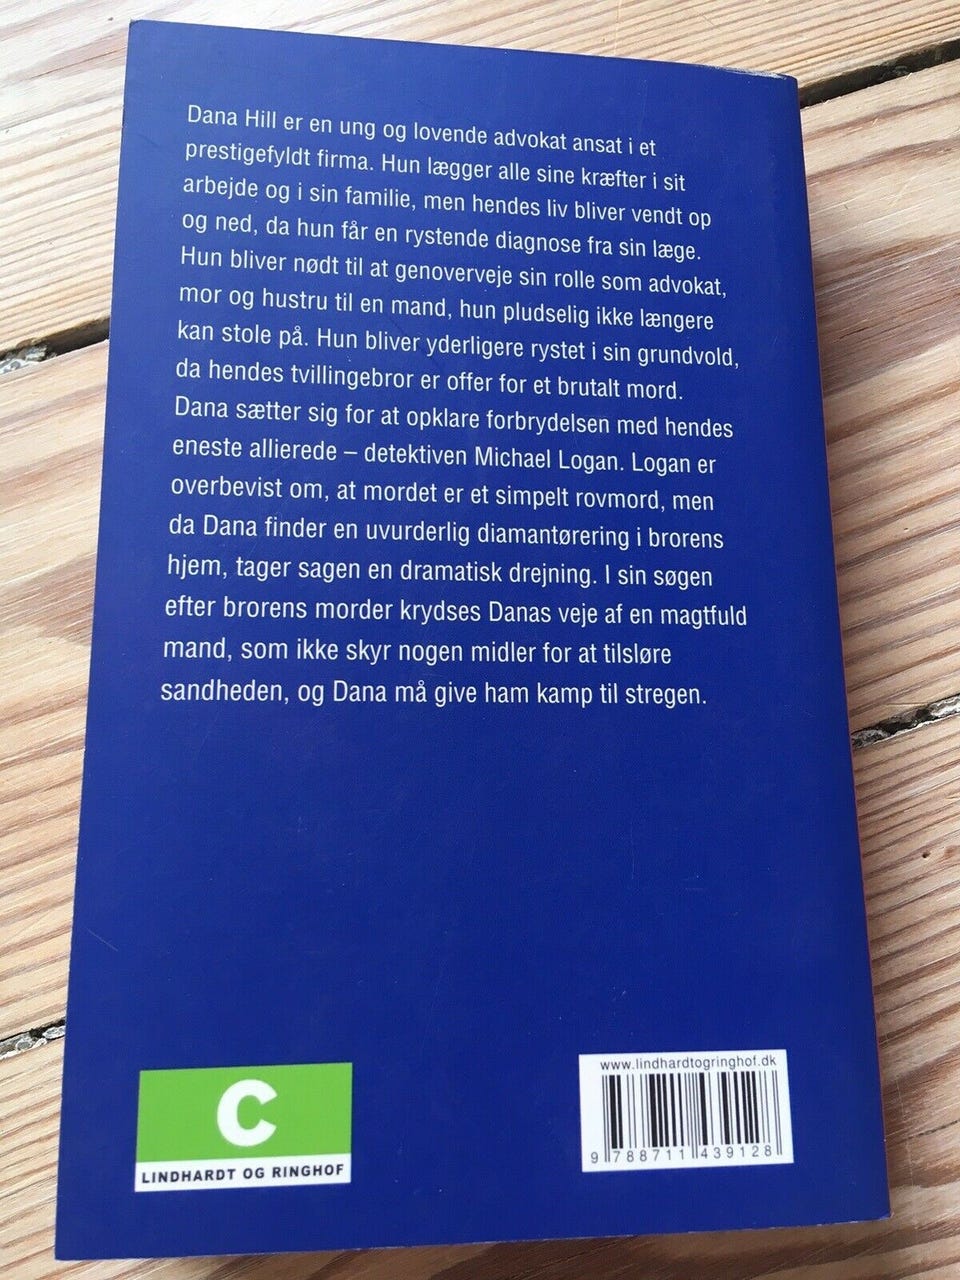 Dana Hill er en ung og lovende advokat ansat i et
prestigefyldt firma. Hun lægger alle sine kræfter i sit
arbejde og i sin familie, men hendes liv bliver vendt op
og ned, da hun får en rystende diagnose fra sin læge.
Hun bliver nødt til at genoverveje sin rolle som advokat,
mor og hustru til en mand, hun pludselig ikke længere
kan stole på. Hun bliver yderligere rystet i sin grundvold,
da hendes tvillingebror er offer for et brutalt mord.
Dana sætter sig for at opklare forbrydelsen med hendes
eneste allierede – detektiven Michael Logan. Logan er
overbevist om, at mordet er et simpelt rovmord, men
da Dana finder en uvurderlig diamantørering i brorens
hjem, tager sagen en dramatisk drejning. I sin søgen
efter brorens morder krydses Danas veje af en magtfuld
mand, som ikke skyr nogen midler for at tilsløre
sandheden, og Dana må give ham kamp til stregen.
C
LINDHARDT OG RINGHOF
www.lindhardtogringhof.dk
9 788711 439128